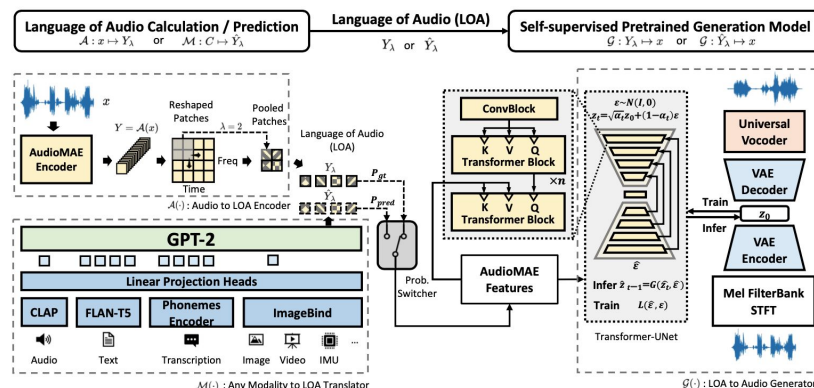 Language of Audio Calculation / Prediction
𝒜 : x ↦ Y_λ or ℳ : C ↦ Ŷ_λ
Language of Audio (LOA)
Y_λ or Ŷ_λ
Self-supervised Pretrained Generation Model
𝒢 : Y_λ ↦ x or 𝒢 : Ŷ_λ ↦ x
x
AudioMAE
Encoder
Y = 𝒜(x)
Reshaped
Patches
λ = 2
Freq
Time
Pooled
Patches
𝒜(·) : Audio to LOA Encoder
Language of Audio
(LOA)
Y_λ
P_gt
Ŷ_λ
P_pred
Prob.
Switcher
GPT-2
Linear Projection Heads
CLAP
FLAN-T5
Phonemes
Encoder
ImageBind
Audio
Text
Transcription
Image
Video
IMU
...
ℳ(·) : Any Modality to LOA Translator
ConvBlock
K V Q
Transformer Block
×n
K V Q
Transformer Block
AudioMAE
Features
ε~N(I, 0)
z_t=√α_t z_0+(1−α_t)ε
ε̂
Infer ẑ_t−1=G(ẑ_t, ε̂)
Train L(ε̂, ε)
Transformer-UNet
Train
Infer
Universal
Vocoder
VAE
Decoder
z_0
VAE
Encoder
Mel FilterBank
STFT
𝒢(·) : LOA to Audio Generator